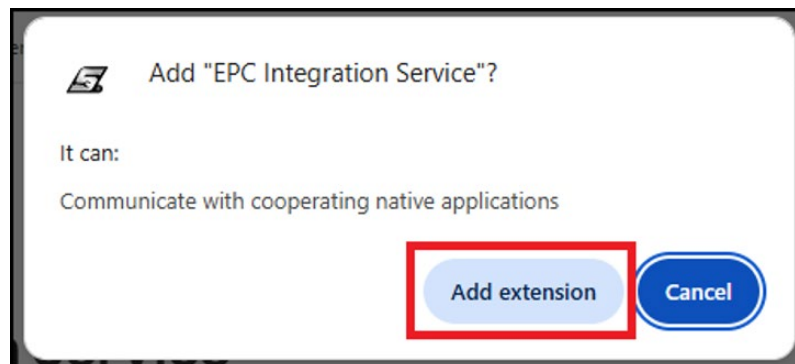 Add "EPC Integration Service"?
It can:
Communicate with cooperating native applications
Add extension
Cancel